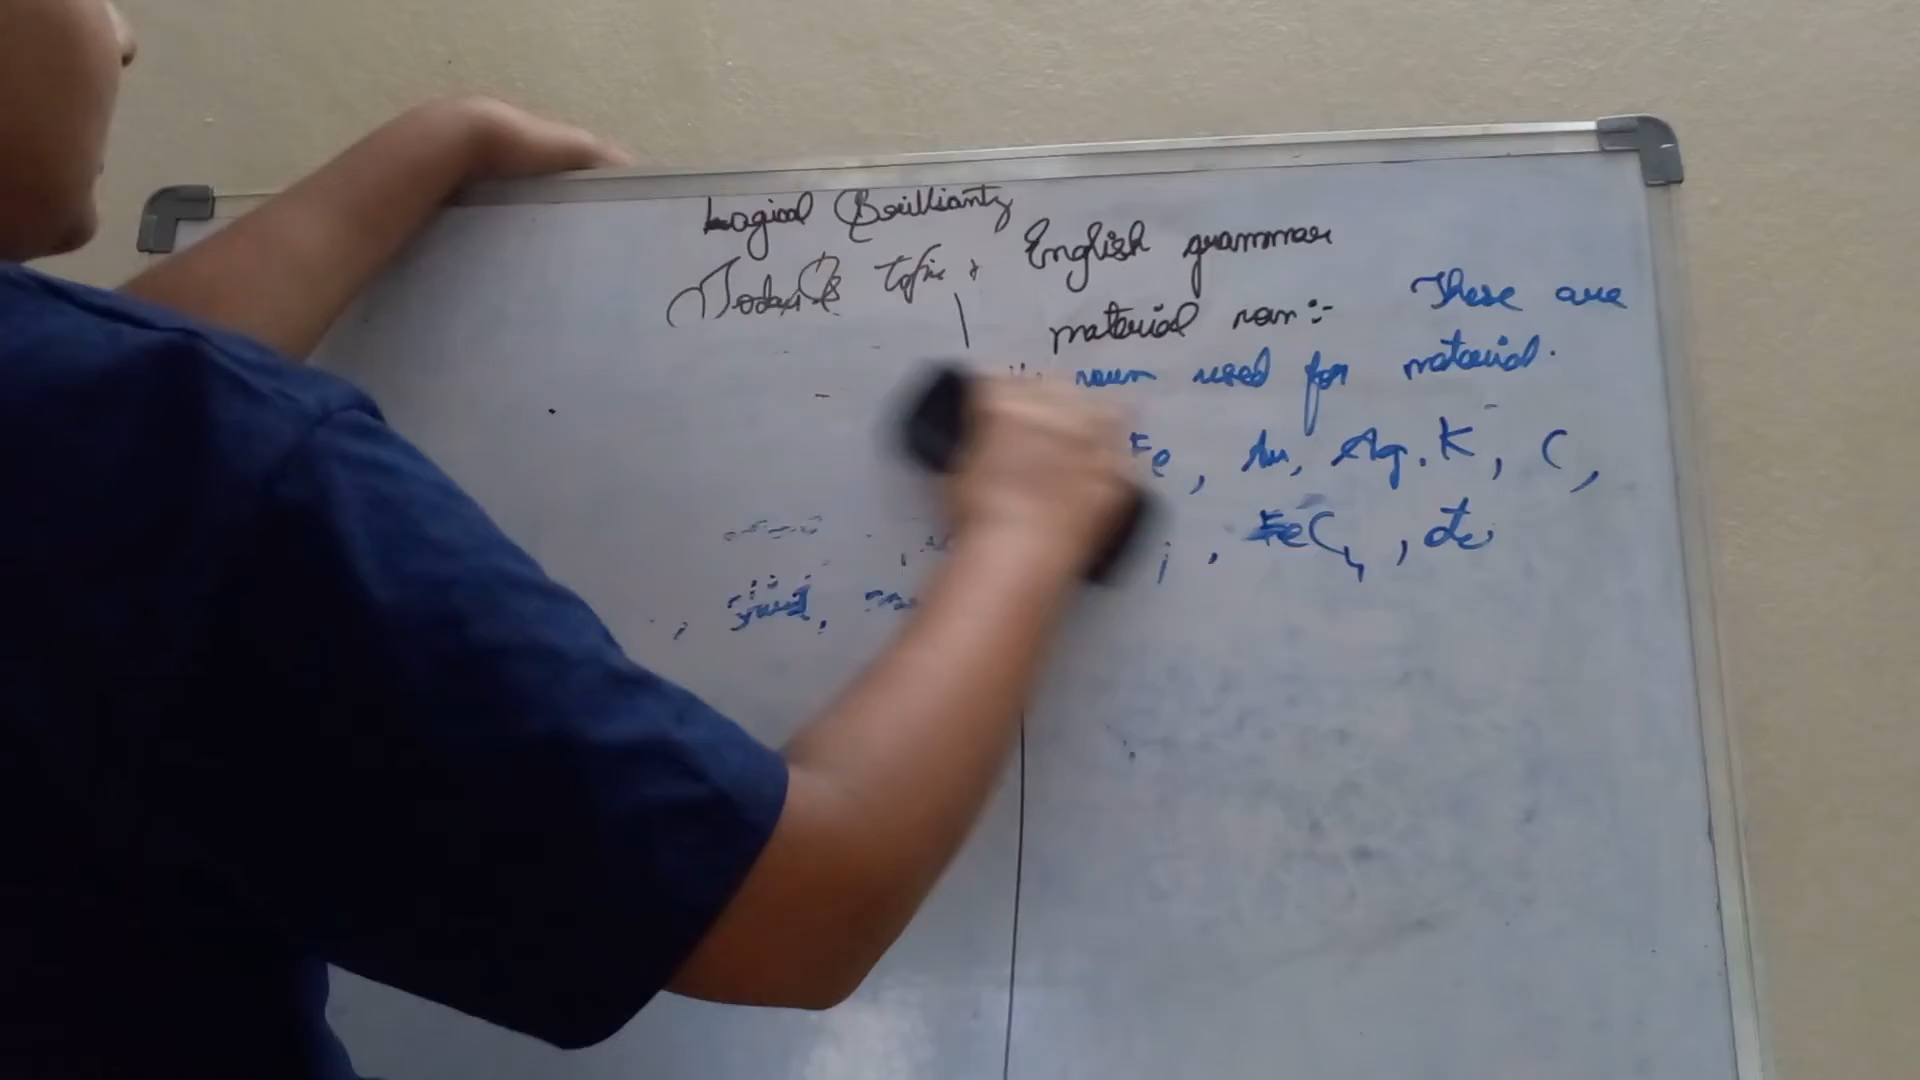 Logical Brilliantz
Today's Topic : English grammar
material noun :- These are
noun used for material.
Fe, Au, Ag, K, C,
, FeC4, etc